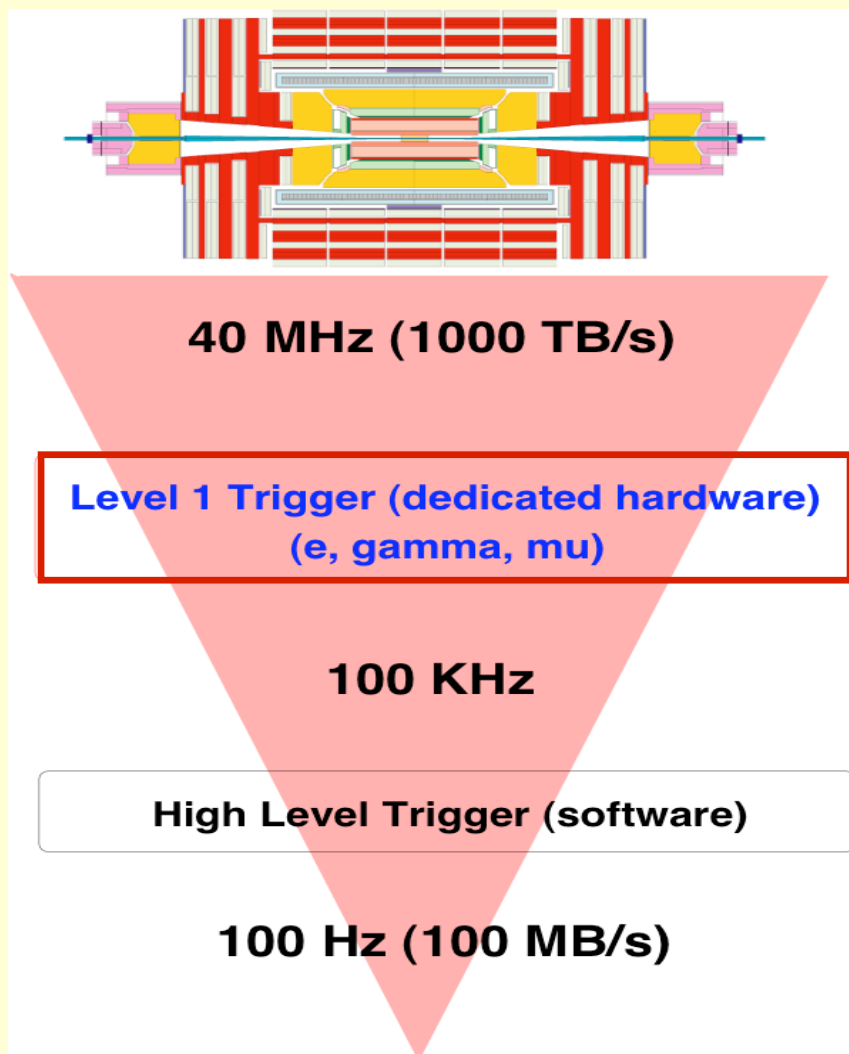 40 MHz (1000 TB/s)
Level 1 Trigger (dedicated hardware)
(e, gamma, mu)
100 KHz
High Level Trigger (software)
100 Hz (100 MB/s)